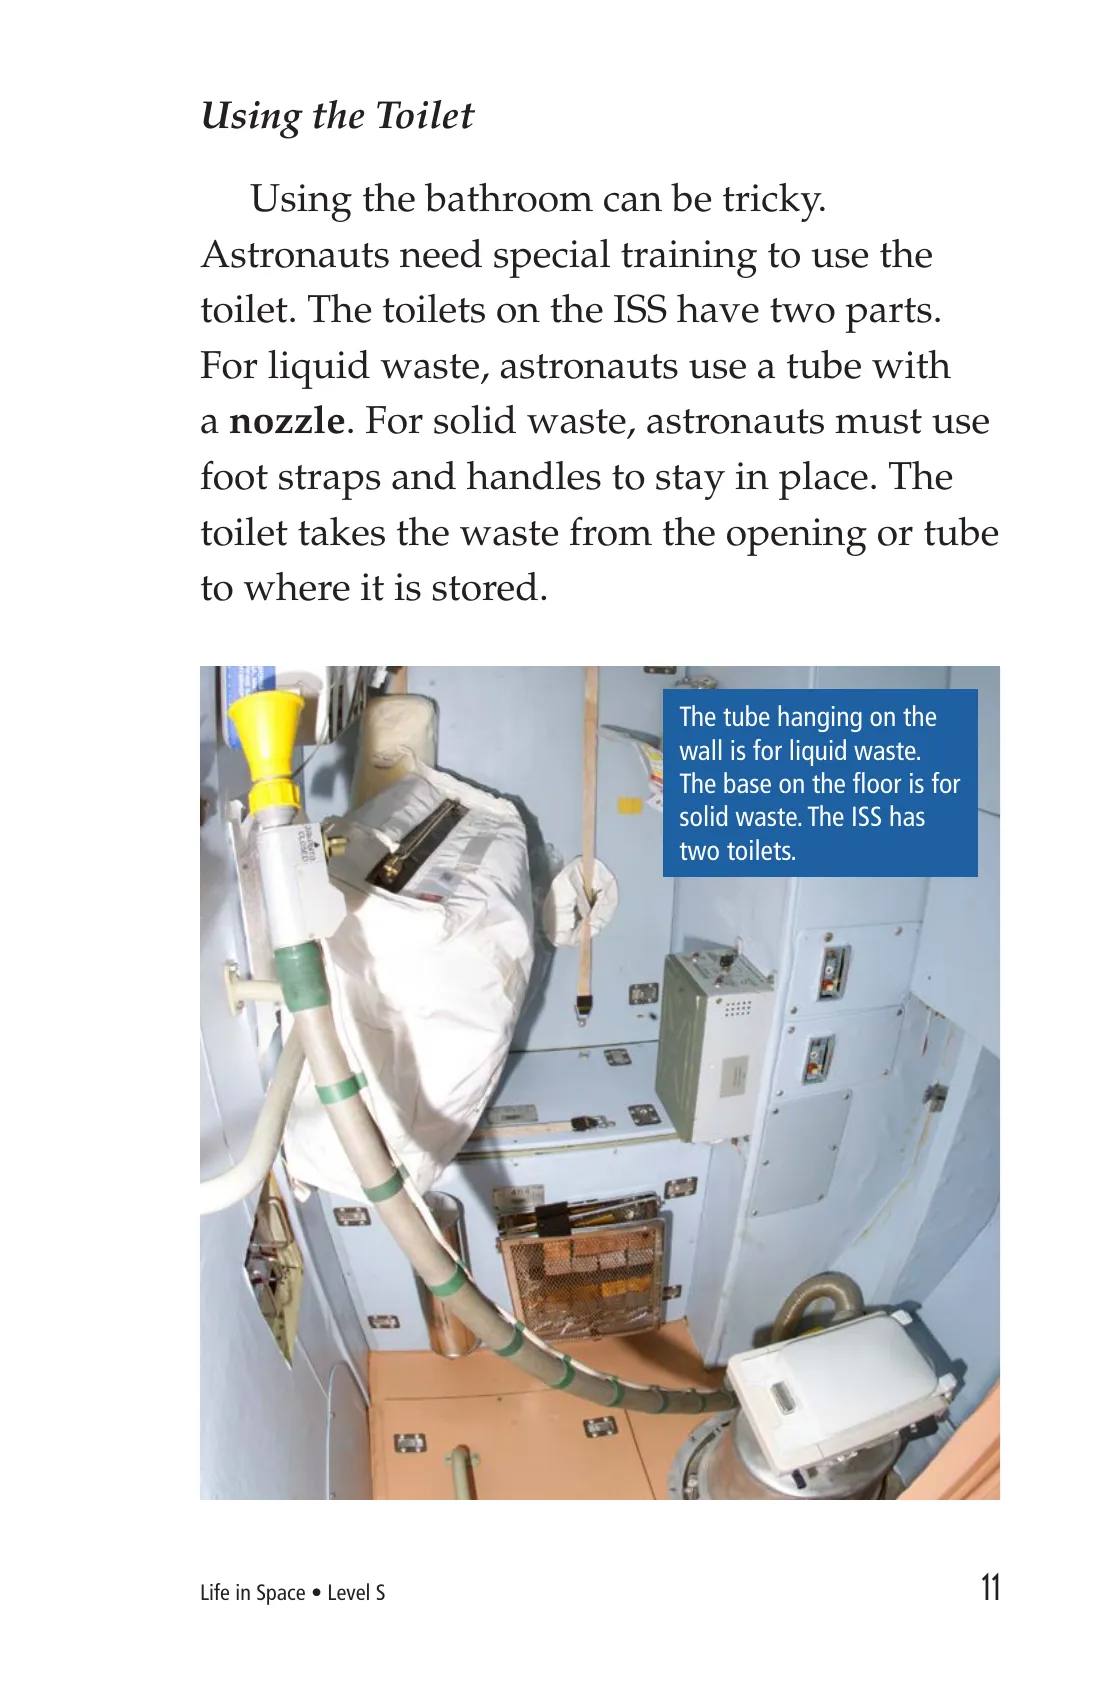 Using the Toilet
Using the bathroom can be tricky.
Astronauts need special training to use the
toilet. The toilets on the ISS have two parts.
For liquid waste, astronauts use a tube with
a nozzle. For solid waste, astronauts must use
foot straps and handles to stay in place. The
toilet takes the waste from the opening or tube
to where it is stored.
The tube hanging on the
wall is for liquid waste.
The base on the floor is for
solid waste. The ISS has
two toilets.
Life in Space • Level S
11